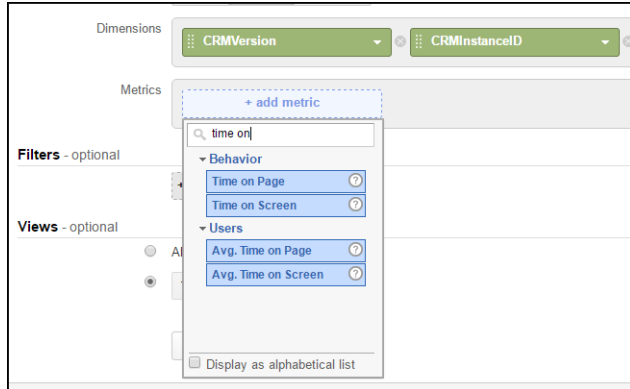 Dimensions
CRMVersion
CRMInstanceID
Metrics
+ add metric
time on
Filters - optional
Behavior
Time on Page ?
Time on Screen ?
Views - optional
Users
Avg. Time on Page ?
Avg. Time on Screen ?
Display as alphabetical list